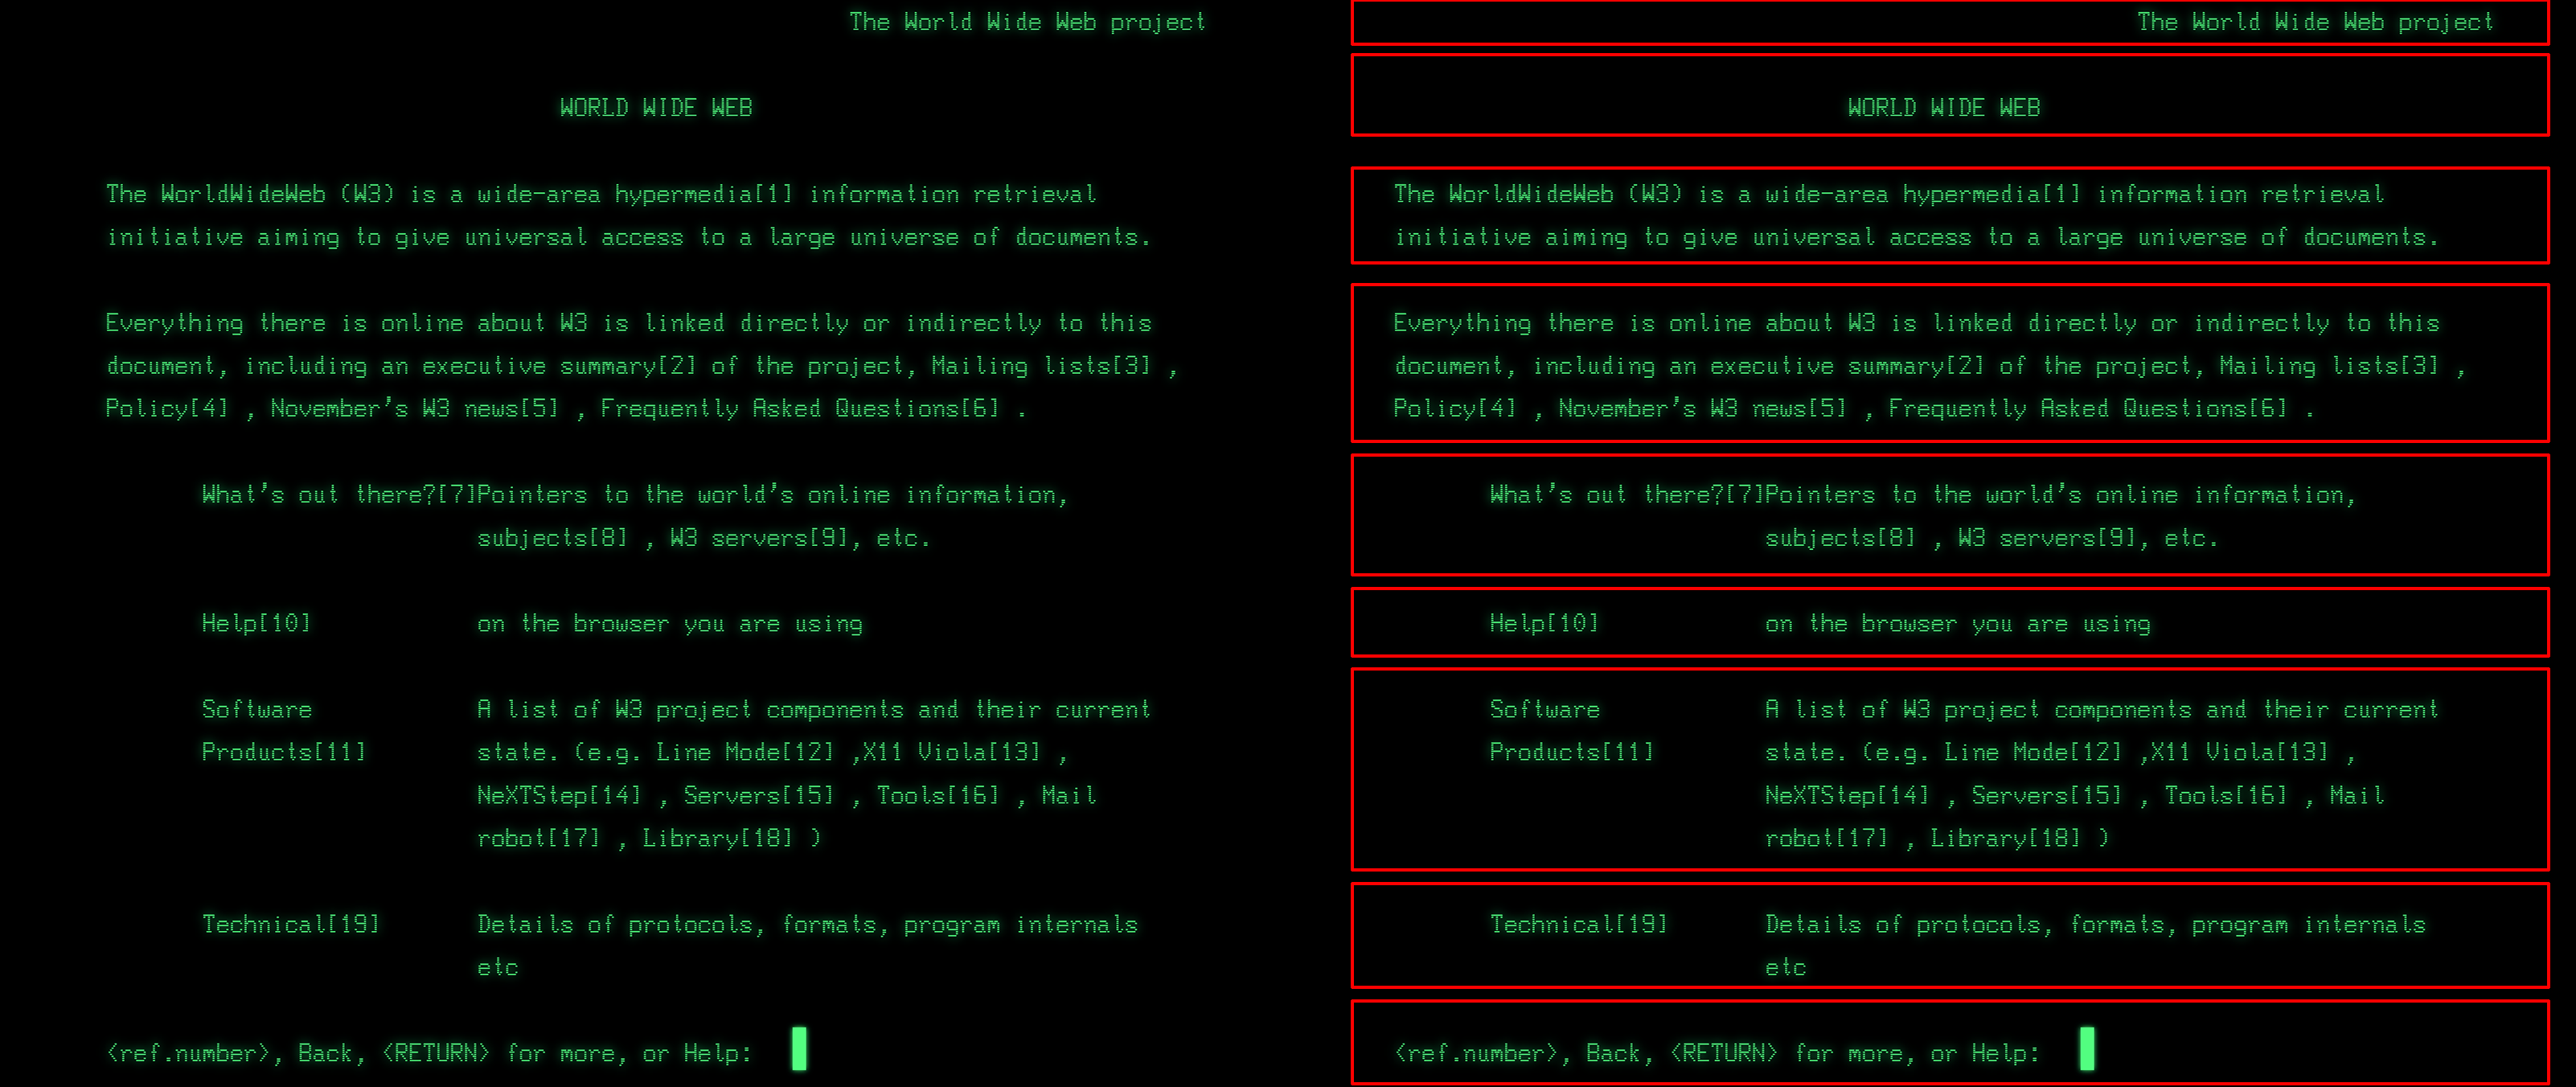 The World Wide Web project
WORLD WIDE WEB
The WorldWideWeb (W3) is a wide-area hypermedia[1] information retrieval
initiative aiming to give universal access to a large universe of documents.
Everything there is online about W3 is linked directly or indirectly to this
document, including an executive summary[2] of the project, Mailing lists[3] ,
Policy[4] , November's W3 news[5] , Frequently Asked Questions[6] .
What's out there?[7]Pointers to the world's online information,
subjects[8] , W3 servers[9], etc.
Help[10] on the browser you are using
Software A list of W3 project components and their current
Products[11] state. (e.g. Line Mode[12] ,X11 Viola[13] ,
NeXTStep[14] , Servers[15] , Tools[16] , Mail
robot[17] , Library[18] )
Technical[19] Details of protocols, formats, program internals
etc
<ref.number>, Back, <RETURN> for more, or Help:
The World Wide Web project
WORLD WIDE WEB
The WorldWideWeb (W3) is a wide-area hypermedia[1] information retrieval
initiative aiming to give universal access to a large universe of documents.
Everything there is online about W3 is linked directly or indirectly to this
document, including an executive summary[2] of the project, Mailing lists[3] ,
Policy[4] , November's W3 news[5] , Frequently Asked Questions[6] .
What's out there?[7]Pointers to the world's online information,
subjects[8] , W3 servers[9], etc.
Help[10] on the browser you are using
Software A list of W3 project components and their current
Products[11] state. (e.g. Line Mode[12] ,X11 Viola[13] ,
NeXTStep[14] , Servers[15] , Tools[16] , Mail
robot[17] , Library[18] )
Technical[19] Details of protocols, formats, program internals
etc
<ref.number>, Back, <RETURN> for more, or Help: